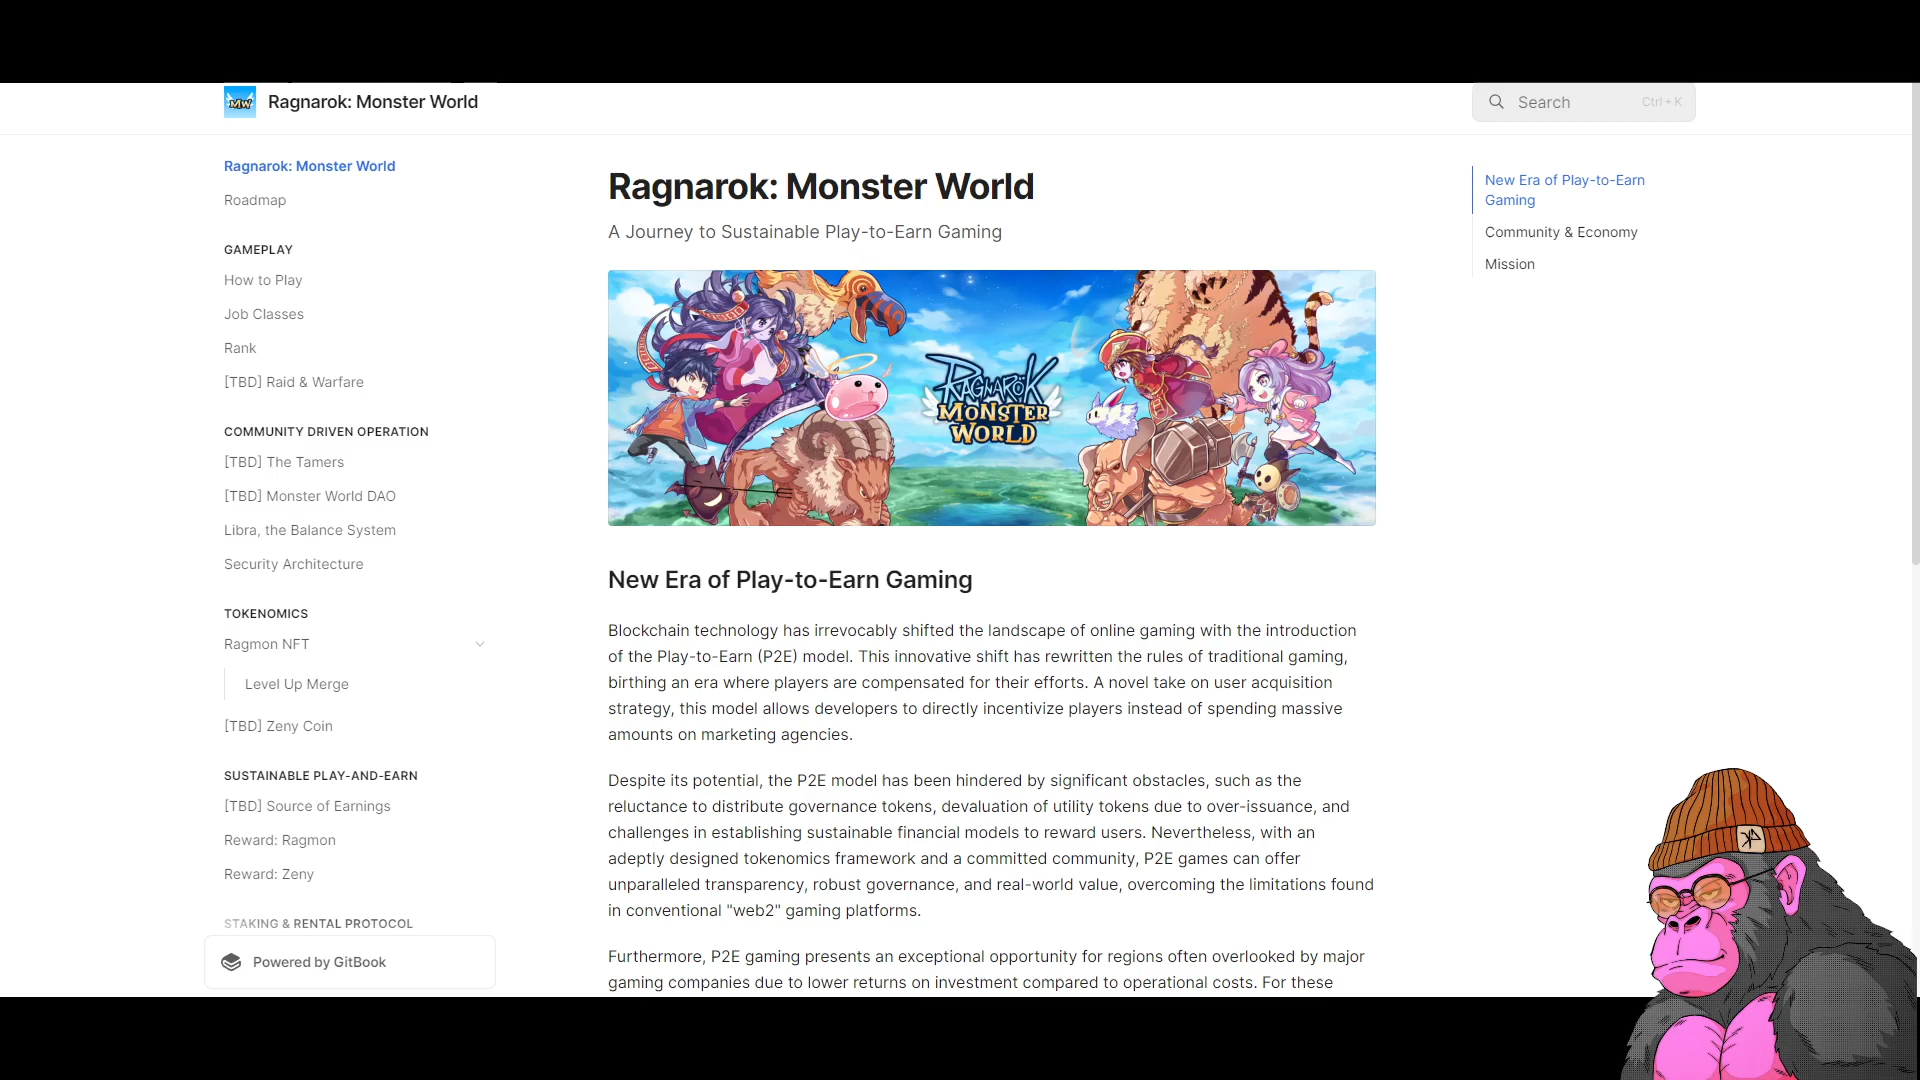 MW
Ragnarok: Monster World
Search
Ctrl + K
Ragnarok: Monster World
Roadmap
GAMEPLAY
How to Play
Job Classes
Rank
[TBD] Raid & Warfare
COMMUNITY DRIVEN OPERATION
[TBD] The Tamers
[TBD] Monster World DAO
Libra, the Balance System
Security Architecture
TOKENOMICS
Ragmon NFT
Level Up Merge
[TBD] Zeny Coin
SUSTAINABLE PLAY-AND-EARN
[TBD] Source of Earnings
Reward: Ragmon
Reward: Zeny
STAKING & RENTAL PROTOCOL
Powered by GitBook
Ragnarok: Monster World
A Journey to Sustainable Play-to-Earn Gaming
RAGNARÖK
MONSTER
WORLD
New Era of Play-to-Earn Gaming
Blockchain technology has irrevocably shifted the landscape of online gaming with the introduction
of the Play-to-Earn (P2E) model. This innovative shift has rewritten the rules of traditional gaming,
birthing an era where players are compensated for their efforts. A novel take on user acquisition
strategy, this model allows developers to directly incentivize players instead of spending massive
amounts on marketing agencies.
Despite its potential, the P2E model has been hindered by significant obstacles, such as the
reluctance to distribute governance tokens, devaluation of utility tokens due to over-issuance, and
challenges in establishing sustainable financial models to reward users. Nevertheless, with an
adeptly designed tokenomics framework and a committed community, P2E games can offer
unparalleled transparency, robust governance, and real-world value, overcoming the limitations found
in conventional "web2" gaming platforms.
Furthermore, P2E gaming presents an exceptional opportunity for regions often overlooked by major
gaming companies due to lower returns on investment compared to operational costs. For these
New Era of Play-to-Earn
Gaming
Community & Economy
Mission